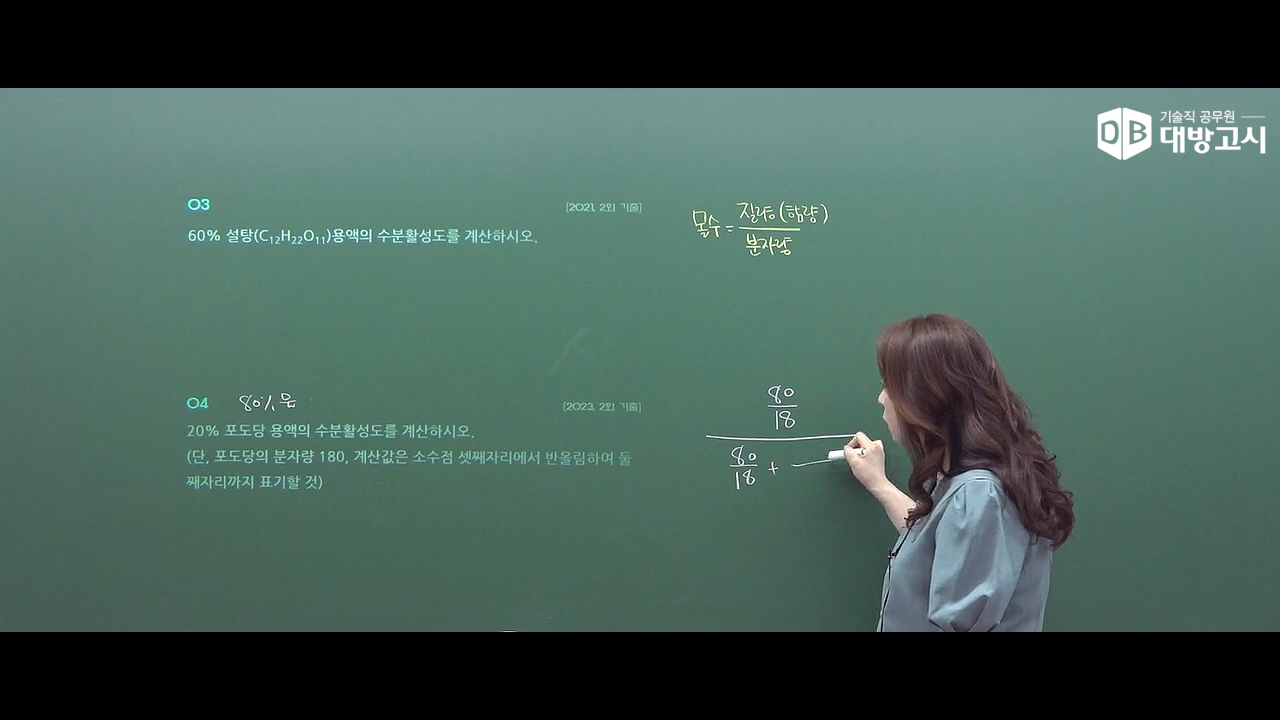 기술직 공무원
DB 대방고시
03 [2021, 2회 기출]
60% 설탕(C₁₂H₂₂O₁₁)용액의 수분활성도를 계산하시오.
몰수 = 질량(함량) / 분자량
04 80% 물 [2023, 2회 기출]
20% 포도당 용액의 수분활성도를 계산하시오.
(단, 포도당의 분자량 180, 계산값은 소수점 셋째자리에서 반올림하여 둘
째자리까지 표기할 것)
80
18
80
18 +